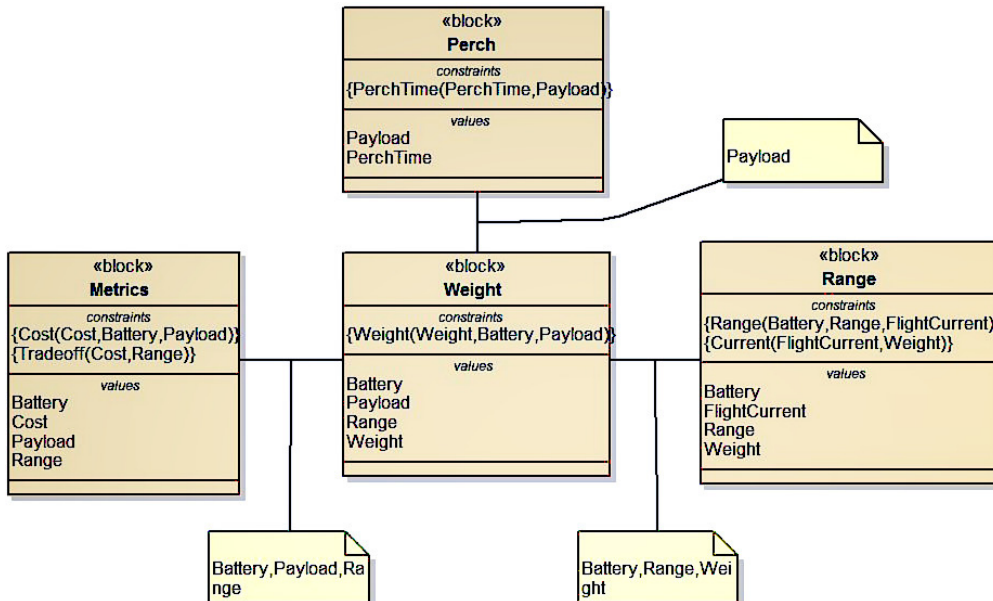 «block»
Perch
constraints
{PerchTime(PerchTime,Payload)}
values
Payload
PerchTime
Payload
«block»
Metrics
constraints
{Cost(Cost,Battery,Payload)}
{Tradeoff(Cost,Range)}
values
Battery
Cost
Payload
Range
«block»
Weight
constraints
{Weight(Weight,Battery,Payload)}
values
Battery
Payload
Range
Weight
«block»
Range
constraints
{Range(Battery,Range,FlightCurrent)
{Current(FlightCurrent,Weight)}
values
Battery
FlightCurrent
Range
Weight
Battery,Payload,Ra
nge
Battery,Range,Wei
ght